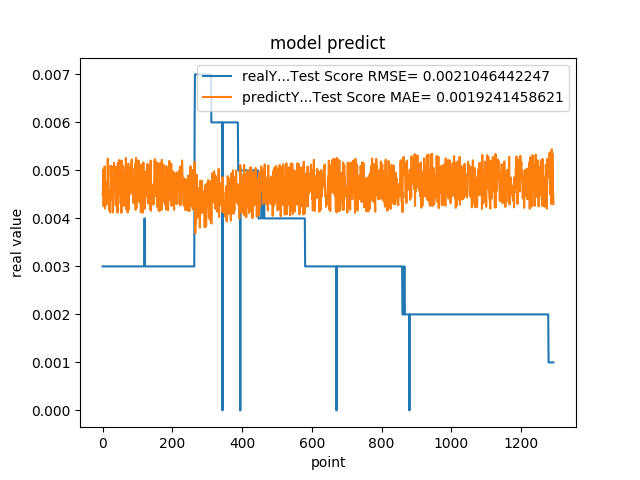 model predict
realY...Test Score RMSE= 0.0021046442247
predictY...Test Score MAE= 0.0019241458621
0.007
0.006
0.005
0.004
0.003
0.002
0.001
0.000
real value
0 200 400 600 800 1000 1200
point